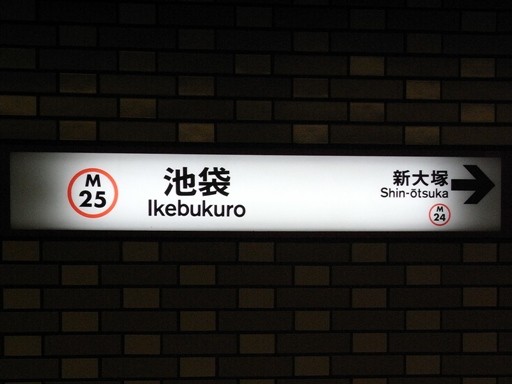 M
25
池袋
Ikebukuro
新大塚
Shin-ōtsuka
M
24